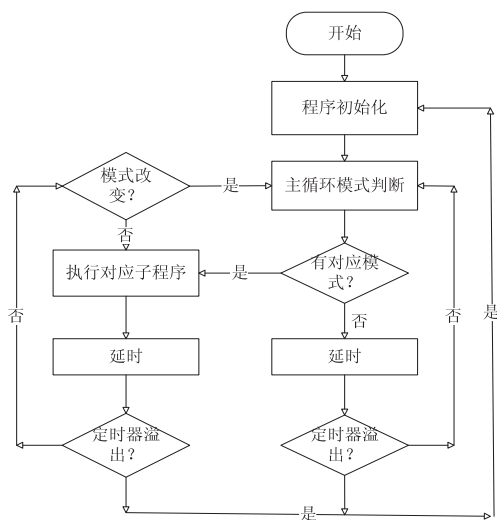 开始
程序初始化
模式改
变？
是
主循环模式判断
否
执行对应子程序
是
有对应模
式？
否
否
否
是
延时
延时
定时器溢
出？
定时器溢
出？
是